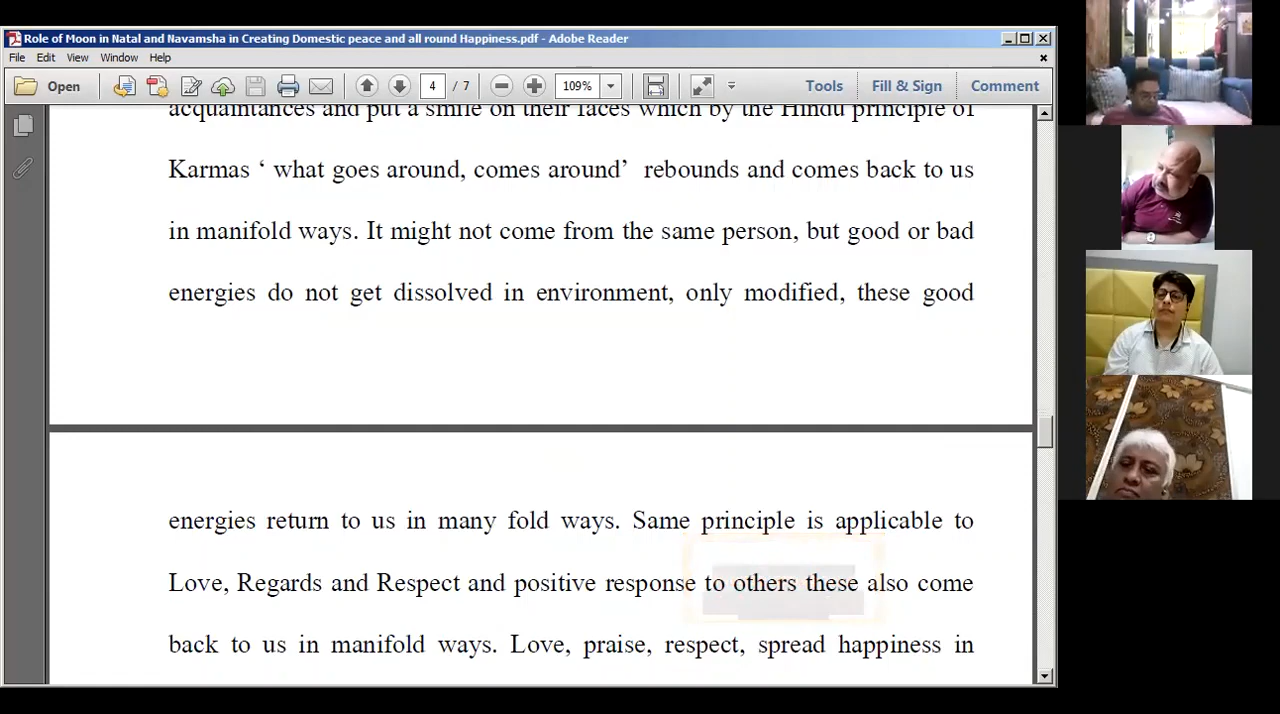 Role of Moon in Natal and Navamsha in Creating Domestic peace and all round Happiness.pdf - Adobe Reader
File Edit View Window Help
Open 4 / 7 109% Tools Fill & Sign Comment
acquaintances and put a smile on their faces which by the Hindu principle of
Karmas ‘ what goes around, comes around’ rebounds and comes back to us
in manifold ways. It might not come from the same person, but good or bad
energies do not get dissolved in environment, only modified, these good
energies return to us in many fold ways. Same principle is applicable to
Love, Regards and Respect and positive response to others these also come
back to us in manifold ways. Love, praise, respect, spread happiness in